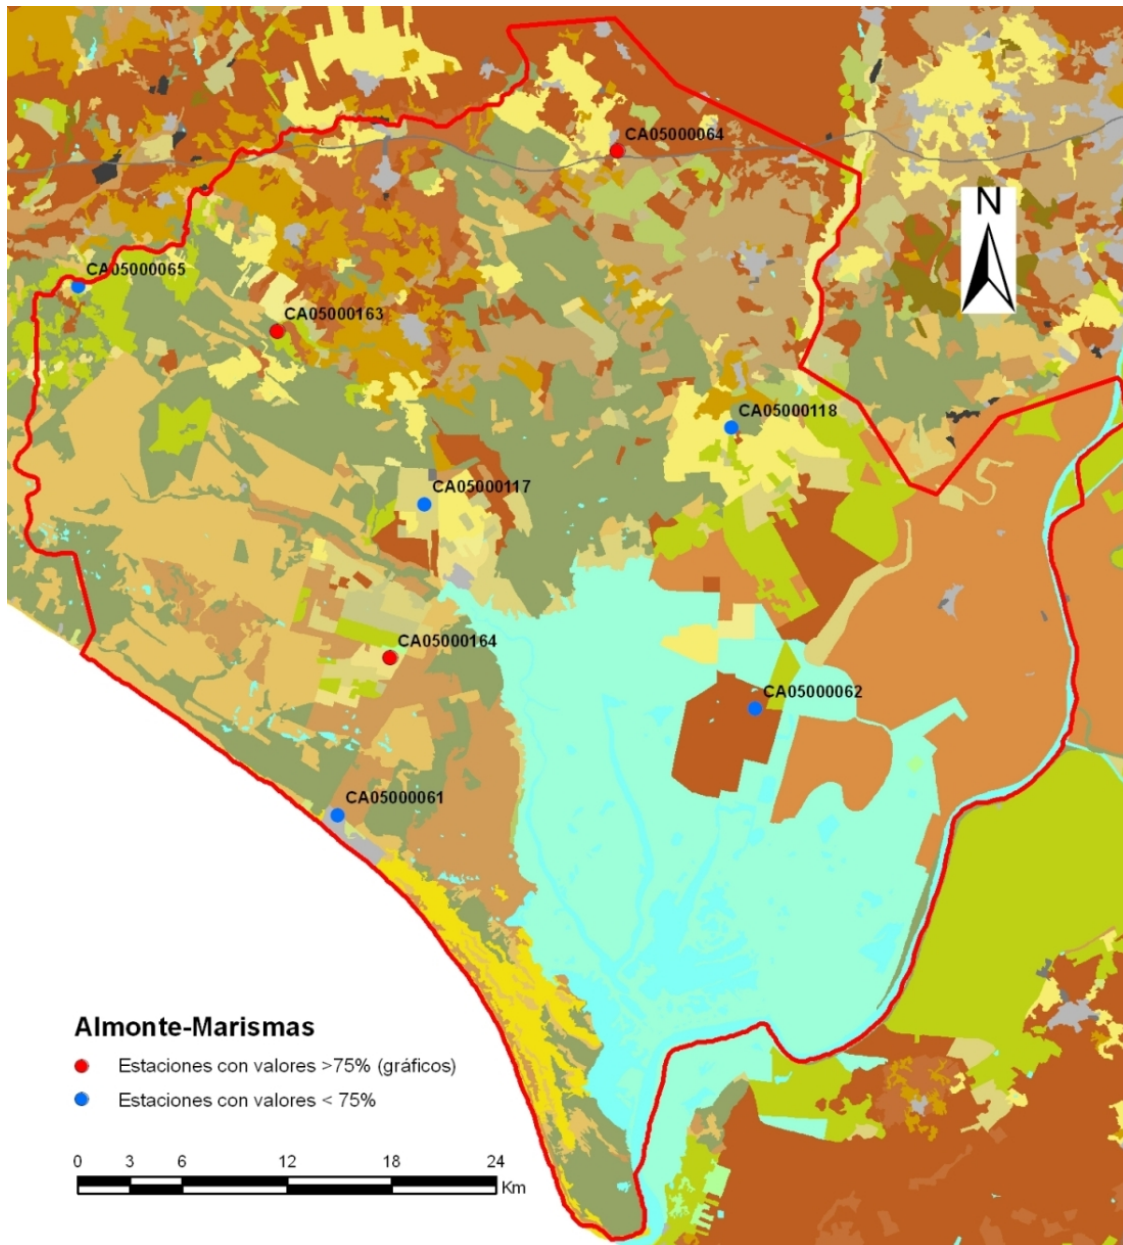 CA05000064
N
CA05000065
CA05000163
CA05000118
CA05000117
CA05000164
CA05000062
CA05000061
Almonte-Marismas
Estaciones con valores >75% (gráficos)
Estaciones con valores < 75%
0 3 6 12 18 24
Km